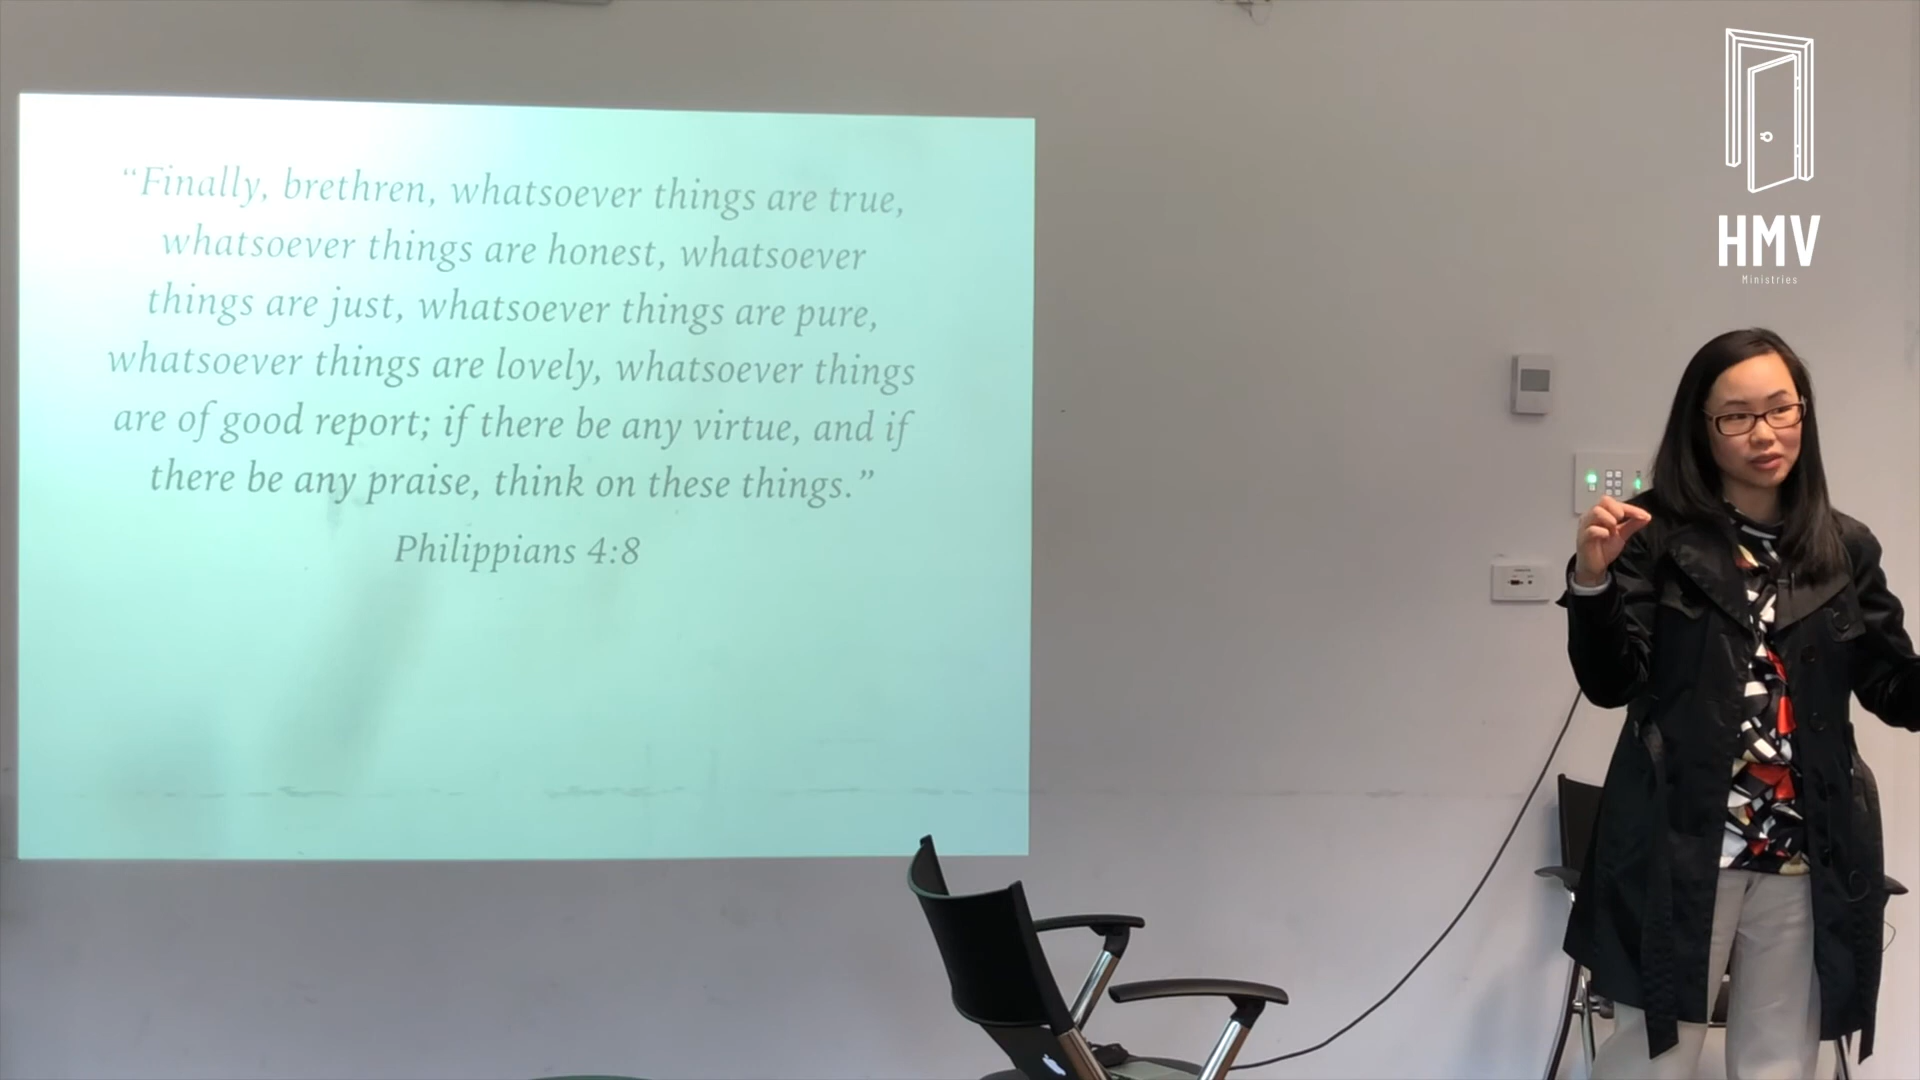 “Finally, brethren, whatsoever things are true,
whatsoever things are honest, whatsoever
things are just, whatsoever things are pure,
whatsoever things are lovely, whatsoever things
are of good report; if there be any virtue, and if
there be any praise, think on these things.”
Philippians 4:8
HMV
Ministries